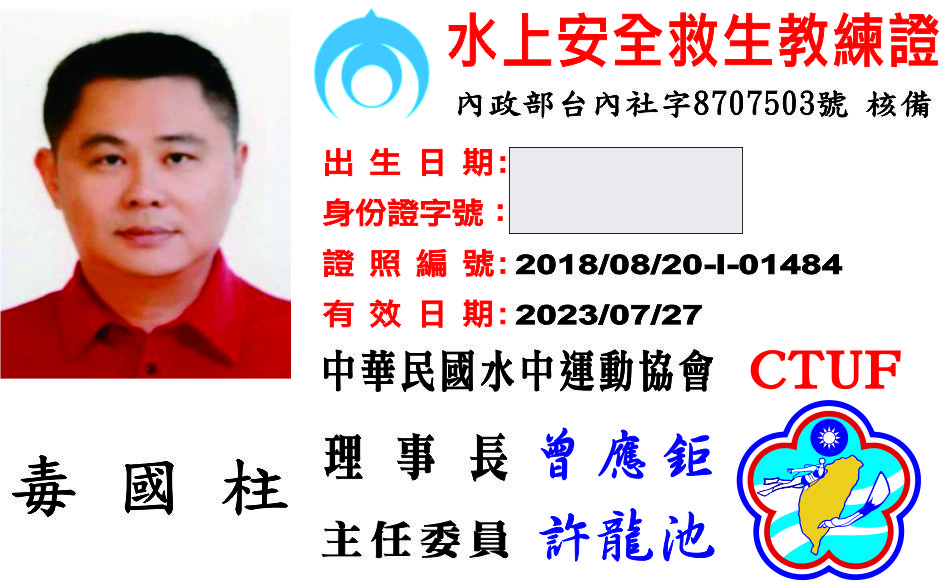 水上安全救生教練證
內政部台內社字8707503號 核備
出生日期:
身份證字號:
證照編號:2018/08/20-I-01484
有效日期:2023/07/27
中華民國水中運動協會 CTUF
理事長 曾應鉅
主任委員 許龍池
毒國柱